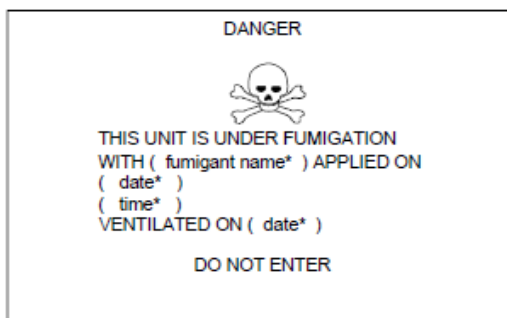 DANGER
THIS UNIT IS UNDER FUMIGATION
WITH ( fumigant name* ) APPLIED ON
( date* )
( time* )
VENTILATED ON ( date* )
DO NOT ENTER